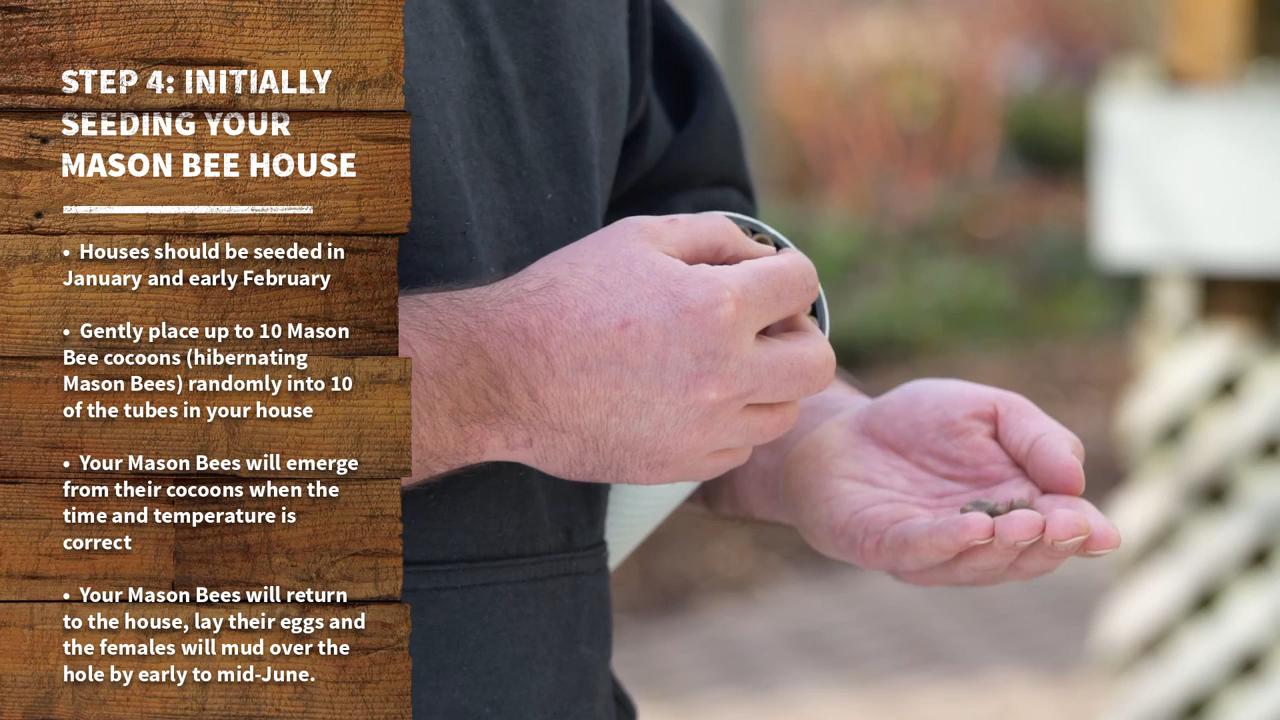 STEP 4: INITIALLY
SEEDING YOUR
MASON BEE HOUSE
• Houses should be seeded in
January and early February
• Gently place up to 10 Mason
Bee cocoons (hibernating
Mason Bees) randomly into 10
of the tubes in your house
• Your Mason Bees will emerge
from their cocoons when the
time and temperature is
correct
• Your Mason Bees will return
to the house, lay their eggs and
the females will mud over the
hole by early to mid-June.